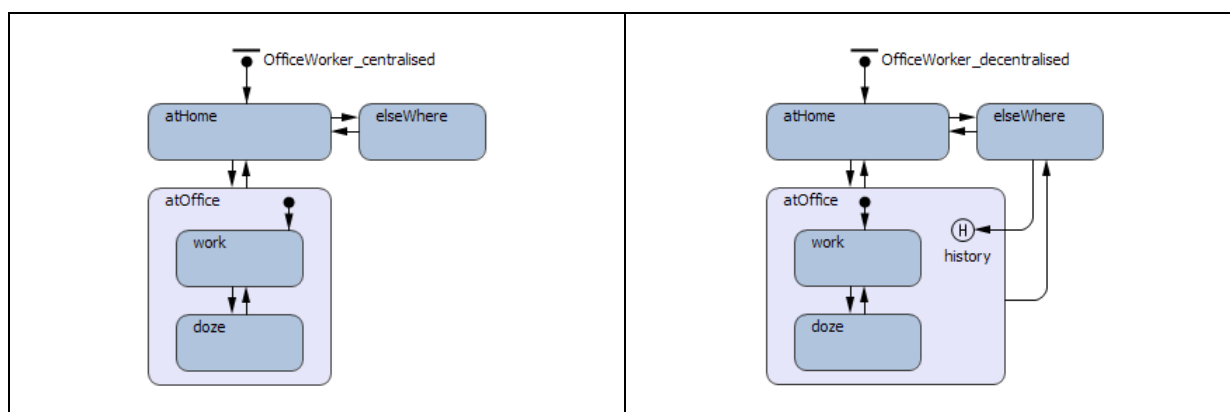 OfficeWorker_centralised
atHome
elseWhere
atOffice
work
doze
OfficeWorker_decentralised
atHome
elseWhere
atOffice
work
H
history
doze